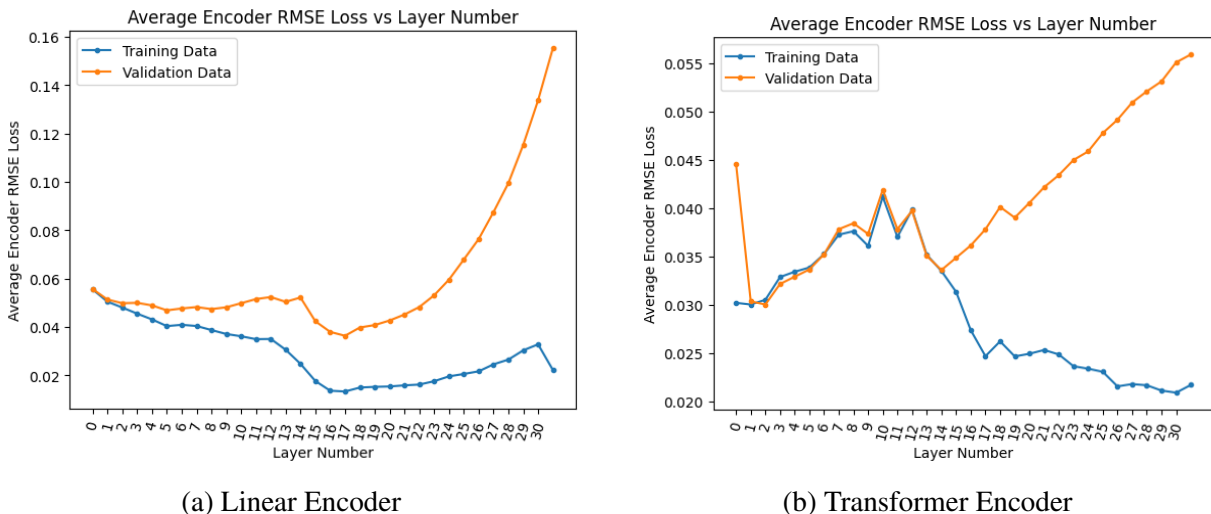 Average Encoder RMSE Loss vs Layer Number
Training Data
Validation Data
Average Encoder RMSE Loss
0.16
0.14
0.12
0.10
0.08
0.06
0.04
0.02
0 1 2 3 4 5 6 7 8 9 10 11 12 13 14 15 16 17 18 19 20 21 22 23 24 25 26 27 28 29 30
Layer Number
(a) Linear Encoder
Average Encoder RMSE Loss vs Layer Number
Training Data
Validation Data
Average Encoder RMSE Loss
0.055
0.050
0.045
0.040
0.035
0.030
0.025
0.020
0 1 2 3 4 5 6 7 8 9 10 11 12 13 14 15 16 17 18 19 20 21 22 23 24 25 26 27 28 29 30
Layer Number
(b) Transformer Encoder